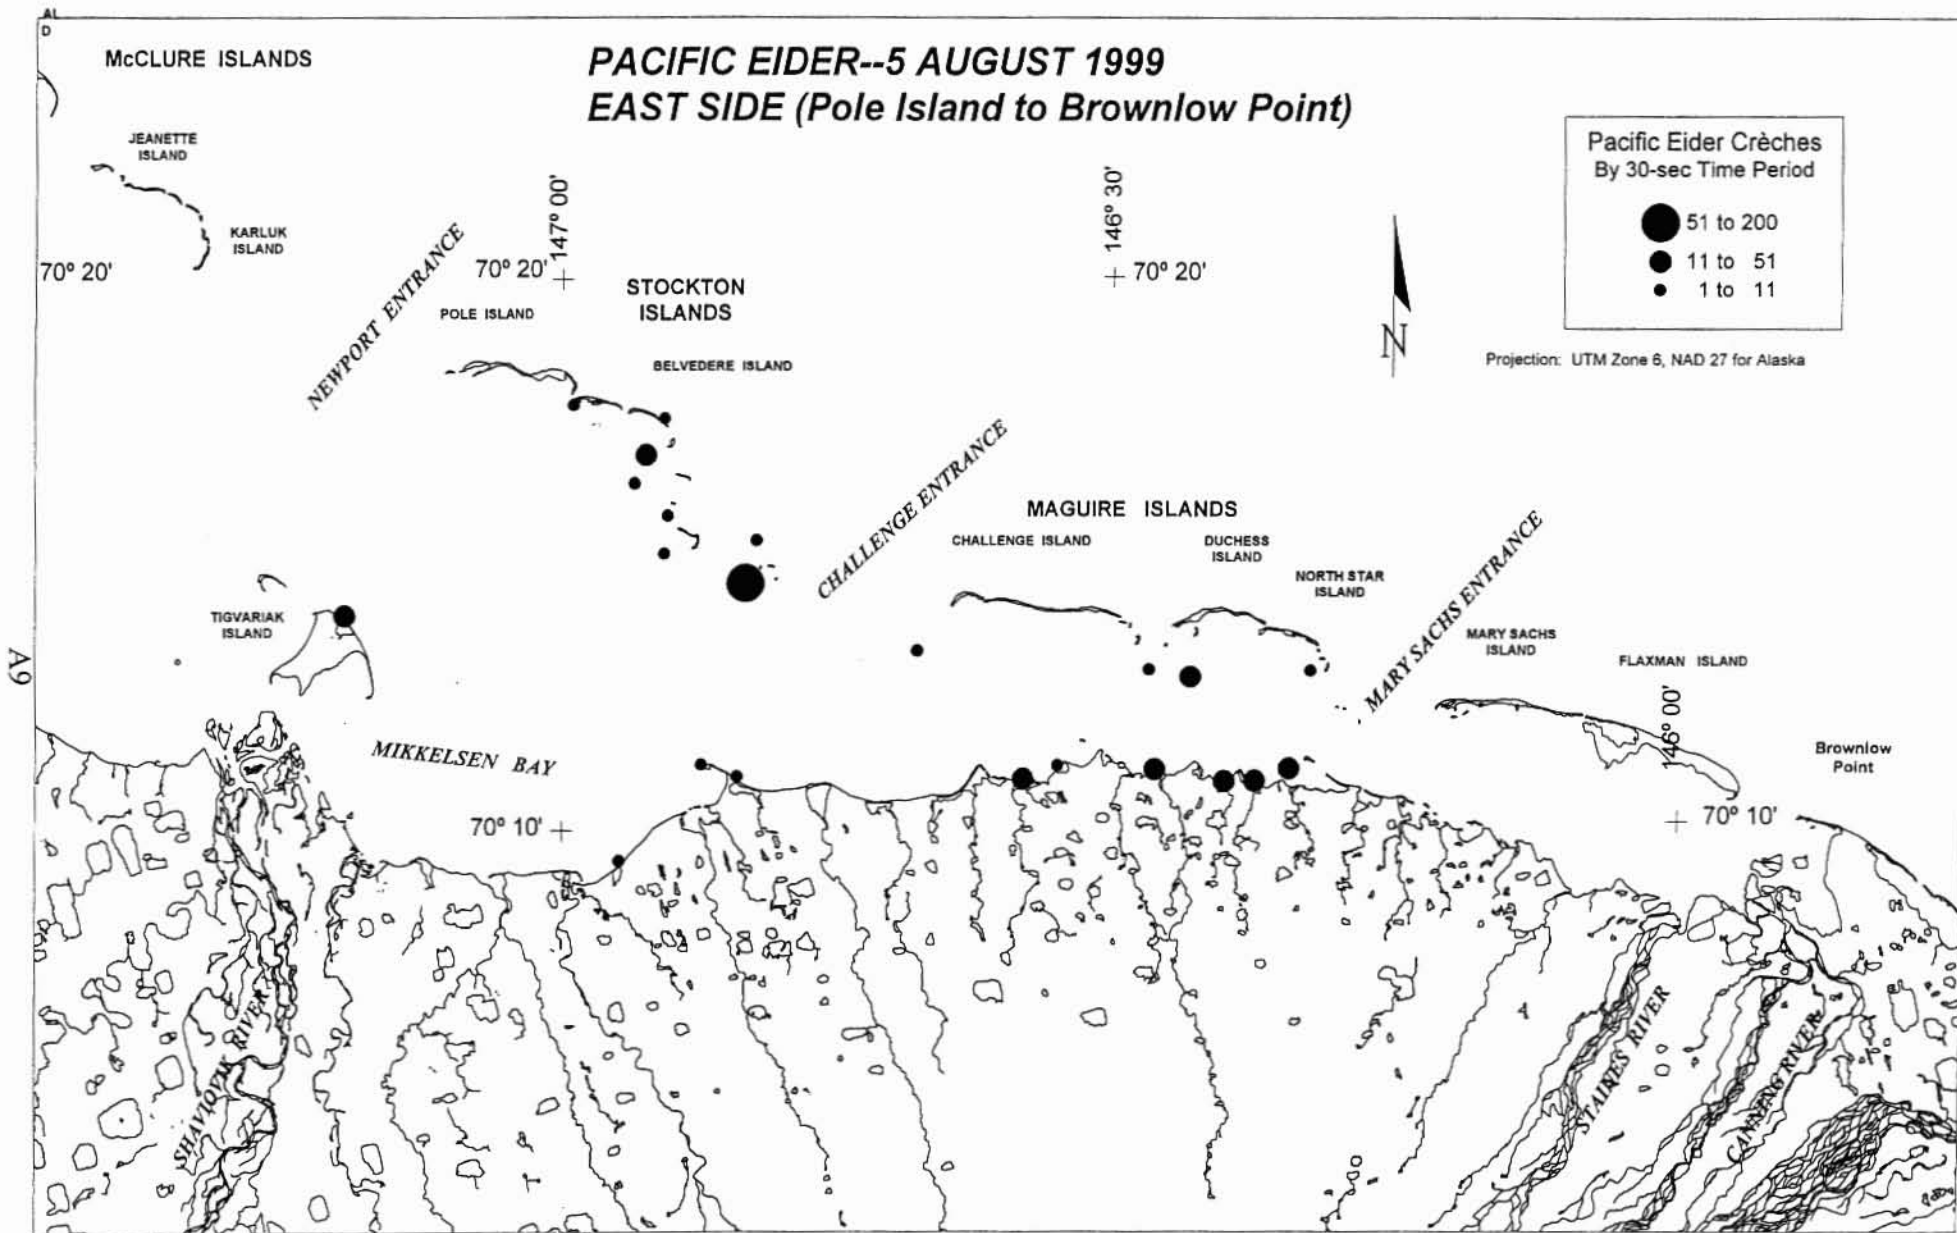 AL
D
McCLURE ISLANDS
PACIFIC EIDER--5 AUGUST 1999
EAST SIDE (Pole Island to Brownlow Point)
Pacific Eider Crèches
By 30-sec Time Period
51 to 200
11 to 51
1 to 11
Projection: UTM Zone 6, NAD 27 for Alaska
JEANETTE
ISLAND
KARLUK
ISLAND
70° 20'
NEWPORT ENTRANCE
70° 20'
147° 00'
146° 30'
70° 20'
N
STOCKTON
ISLANDS
POLE ISLAND
BELVEDERE ISLAND
CHALLENGE ENTRANCE
MAGUIRE ISLANDS
CHALLENGE ISLAND
DUCHESS
ISLAND
NORTH STAR
ISLAND
MARY SACHS ENTRANCE
MARY SACHS
ISLAND
FLAXMAN ISLAND
146° 00'
Brownlow
Point
TIGVARIAK
ISLAND
A9
MIKKELSEN BAY
70° 10'
70° 10'
SHAVIOVIK RIVER
STAINES RIVER
CANNING RIVER